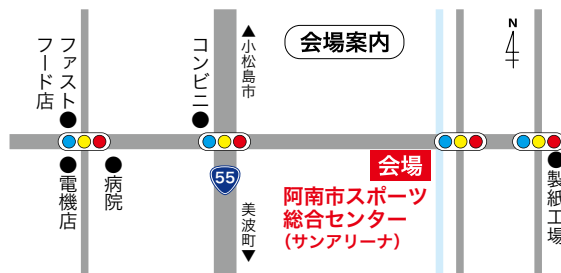 会場案内
N
ファスト
フード店
コンビニ
▲小松島市
電機店
病院
55
美波町▼
会場
阿南市スポーツ
総合センター
（サンアリーナ）
製紙工場